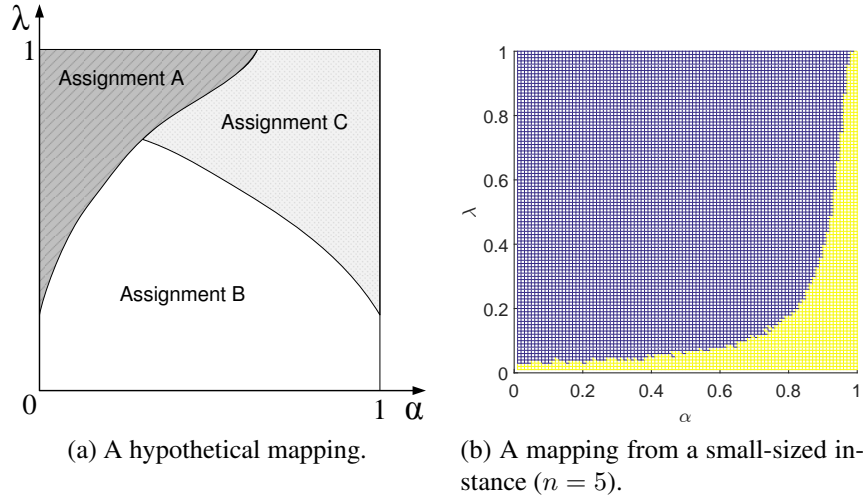 λ
1
Assignment A
Assignment C
Assignment B
0
1
α
(a) A hypothetical mapping.
1
0.8
0.6
λ
0.4
0.2
0
0
0.2
0.4
0.6
0.8
1
α
(b) A mapping from a small-sized in-
stance (n = 5).